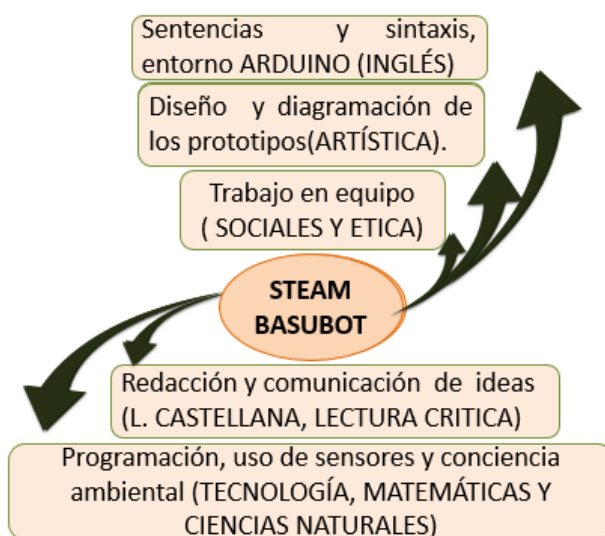 Sentencias y sintaxis,
entorno ARDUINO (INGLÉS)
Diseño y diagramación de
los prototipos(ARTÍSTICA).
Trabajo en equipo
( SOCIALES Y ETICA)
STEAM
BASUBOT
Redacción y comunicación de ideas
(L. CASTELLANA, LECTURA CRITICA)
Programación, uso de sensores y conciencia
ambiental (TECNOLOGÍA, MATEMÁTICAS Y
CIENCIAS NATURALES)